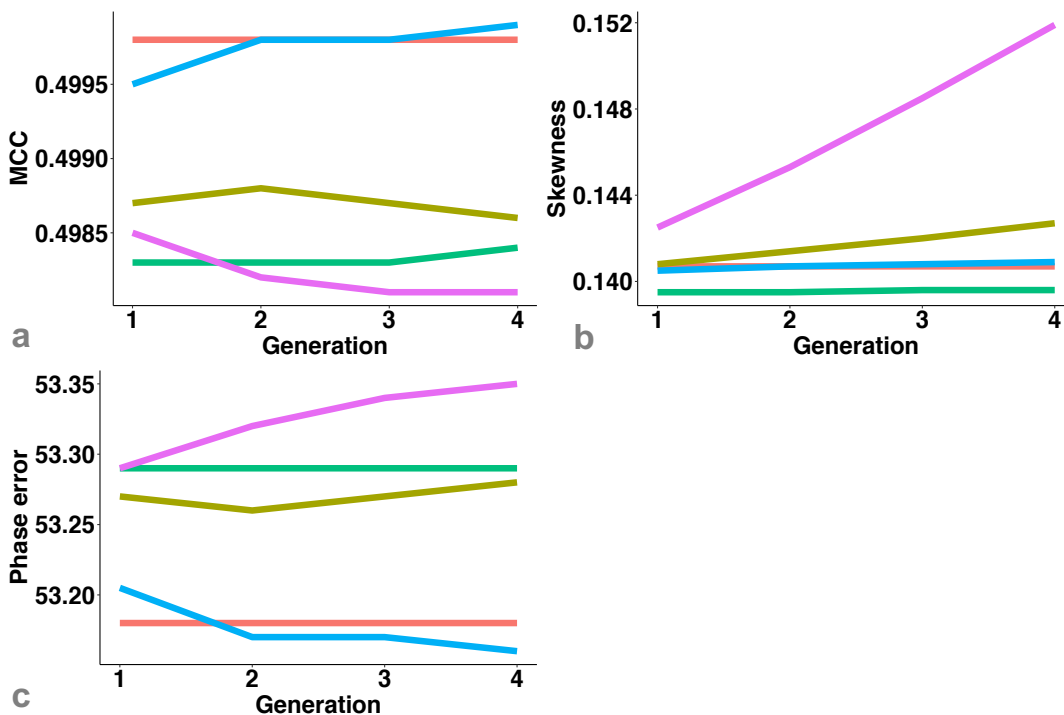 MCC
0.4995
0.4990
0.4985
1 2 3 4
Generation
a
Skewness
0.152
0.148
0.144
0.140
1 2 3 4
Generation
b
Phase error
53.35
53.30
53.25
53.20
1 2 3 4
Generation
c